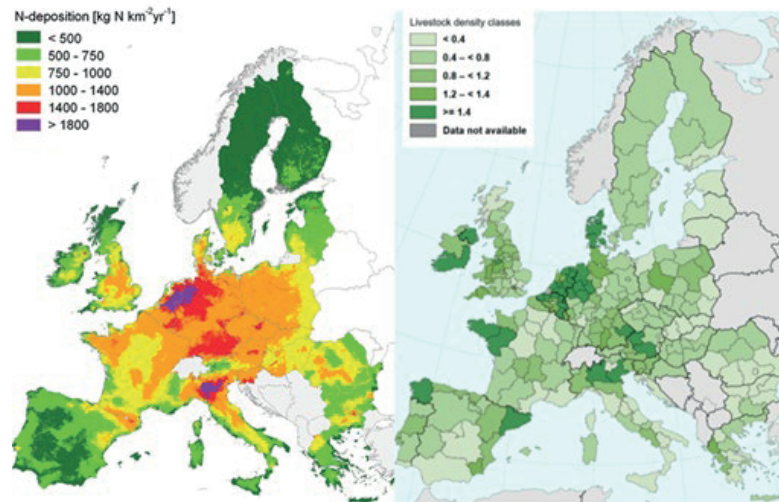 N-deposition [kg N km-2yr-1]
< 500
500 - 750
750 - 1000
1000 - 1400
1400 - 1800
> 1800
Livestock density classes
< 0.4
0.4 – < 0.8
0.8 – < 1.2
1.2 – < 1.4
>= 1.4
Data not available